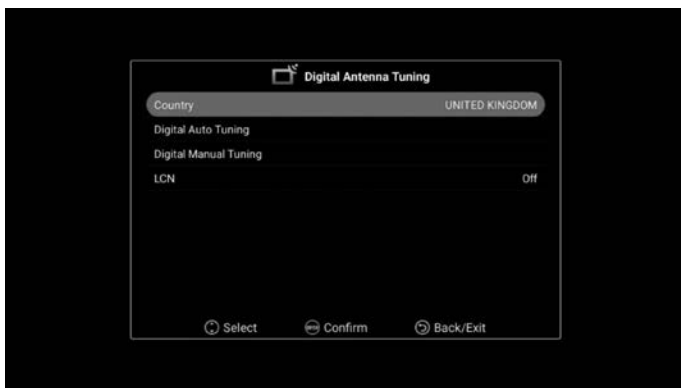 Digital Antenna Tuning
Country UNITED KINGDOM
Digital Auto Tuning
Digital Manual Tuning
LCN Off
Select Confirm Back/Exit